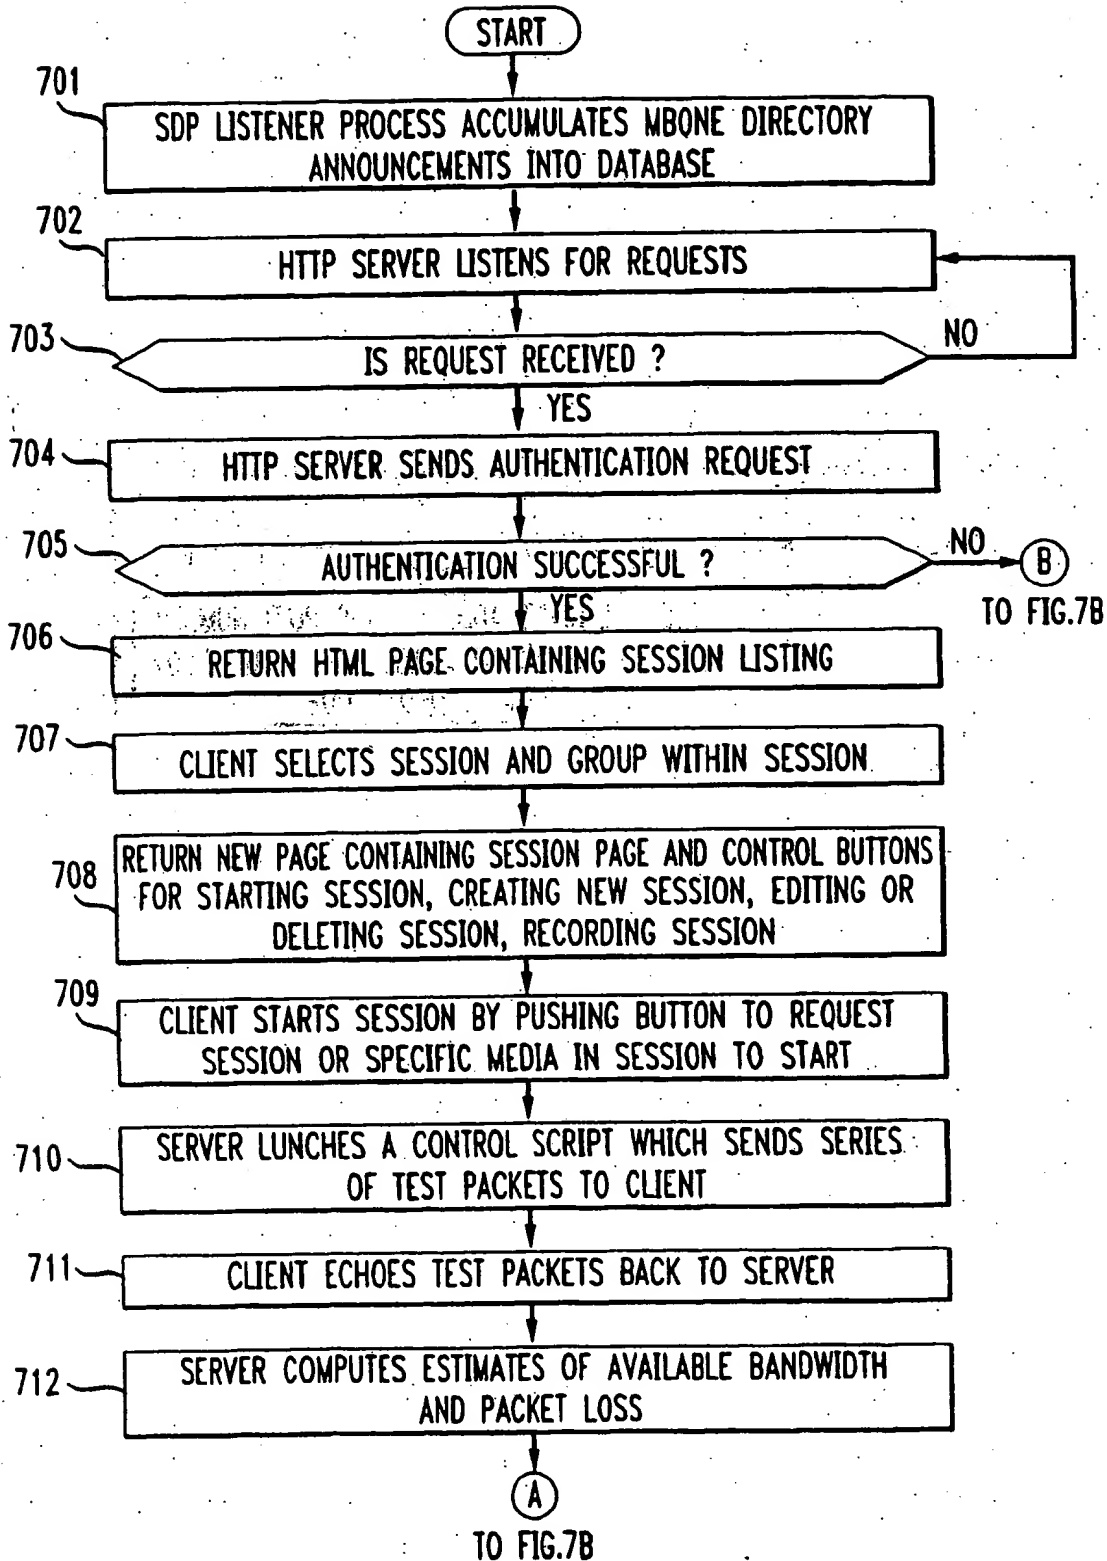 START
701
SDP LISTENER PROCESS ACCUMULATES MBONE DIRECTORY
ANNOUNCEMENTS INTO DATABASE
702
HTTP SERVER LISTENS FOR REQUESTS
703
IS REQUEST RECEIVED ?
NO
YES
704
HTTP SERVER SENDS AUTHENTICATION REQUEST
705
AUTHENTICATION SUCCESSFUL ?
NO
B
TO FIG.7B
YES
706
RETURN HTML PAGE CONTAINING SESSION LISTING
707
CLIENT SELECTS SESSION AND GROUP WITHIN SESSION
708
RETURN NEW PAGE CONTAINING SESSION PAGE AND CONTROL BUTTONS
FOR STARTING SESSION, CREATING NEW SESSION, EDITING OR
DELETING SESSION, RECORDING SESSION
709
CLIENT STARTS SESSION BY PUSHING BUTTON TO REQUEST
SESSION OR SPECIFIC MEDIA IN SESSION TO START
710
SERVER LUNCHES A CONTROL SCRIPT WHICH SENDS SERIES
OF TEST PACKETS TO CLIENT
711
CLIENT ECHOES TEST PACKETS BACK TO SERVER
712
SERVER COMPUTES ESTIMATES OF AVAILABLE BANDWIDTH
AND PACKET LOSS
A
TO FIG.7B